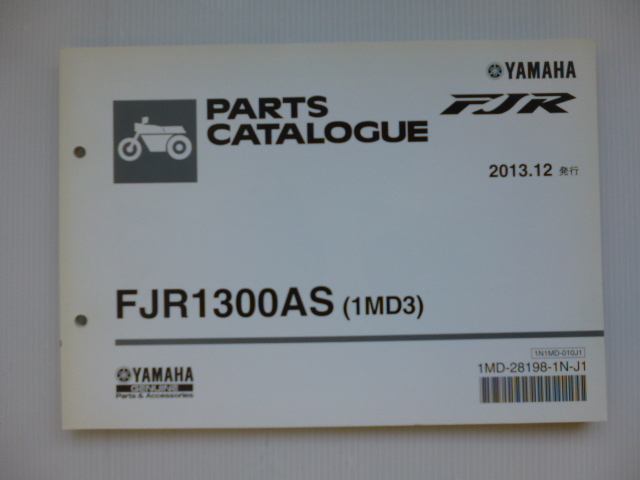 YAMAHA
FJR
PARTS
CATALOGUE
2013.12 発行
FJR1300AS (1MD3)
1N1MD-010J1
1MD-28198-1N-J1
YAMAHA
GENUINE
Parts & Accessories